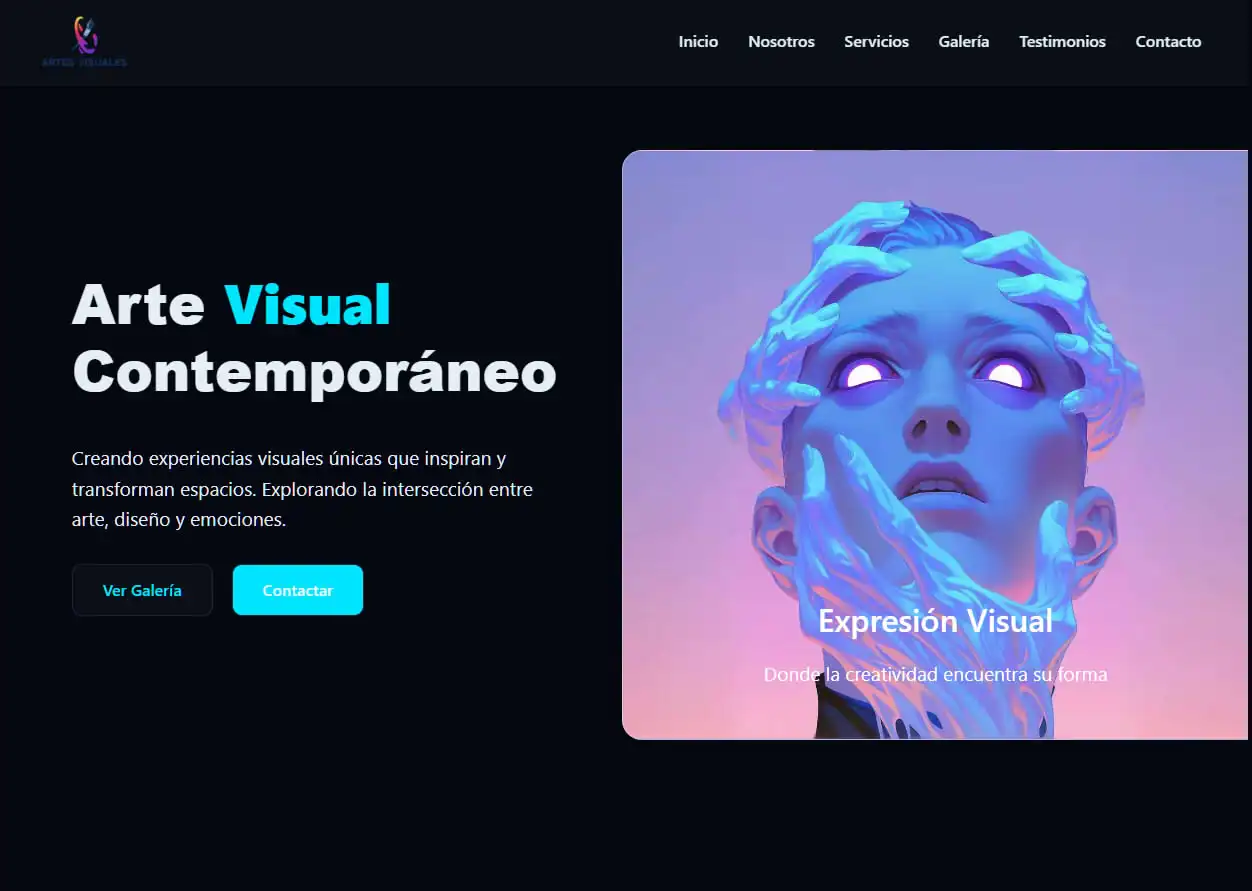 ARTES VISUALES
Inicio Nosotros Servicios Galería Testimonios Contacto
Arte Visual
Contemporáneo
Creando experiencias visuales únicas que inspiran y
transforman espacios. Explorando la intersección entre
arte, diseño y emociones.
Ver Galería Contactar
Expresión Visual
Donde la creatividad encuentra su forma